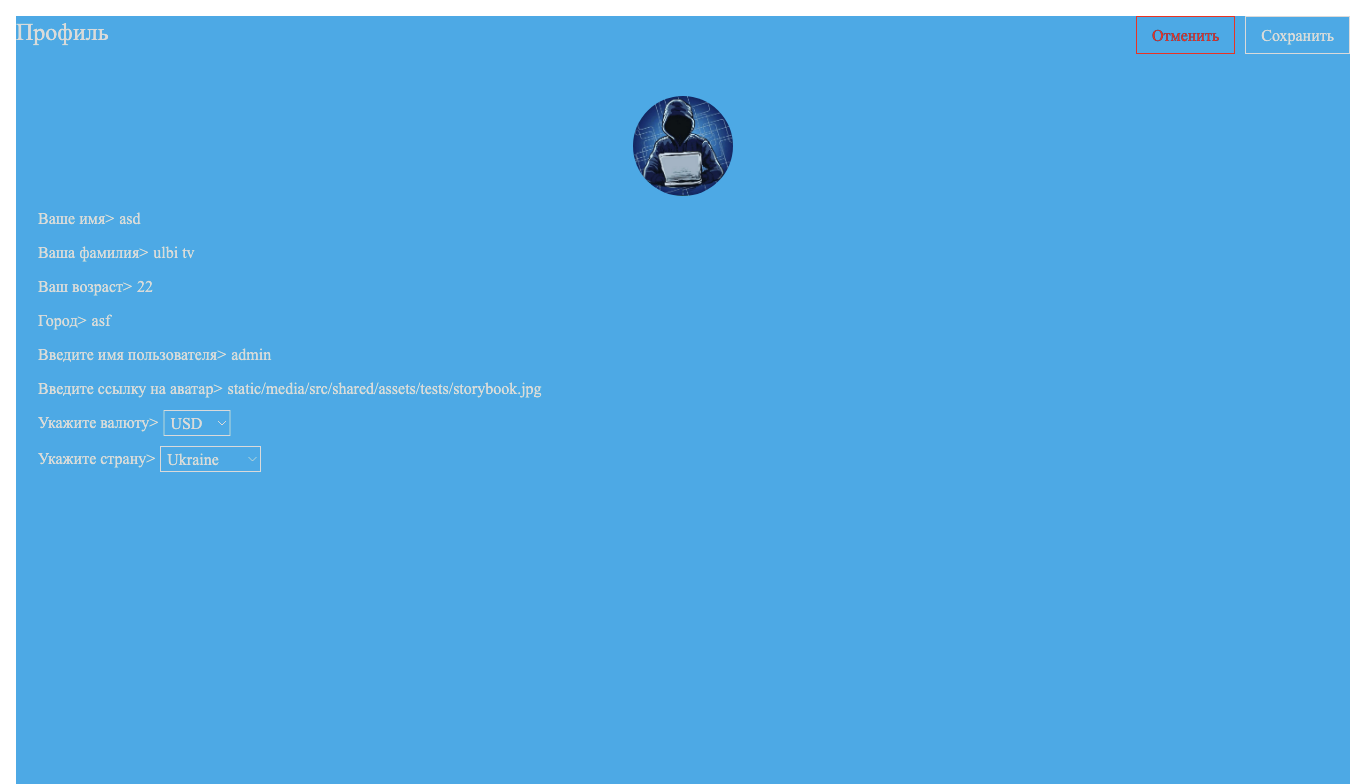 Профиль
Отменить
Сохранить
Ваше имя> asd
Ваша фамилия> ulbi tv
Ваш возраст> 22
Город> asf
Введите имя пользователя> admin
Введите ссылку на аватар> static/media/src/shared/assets/tests/storybook.jpg
Укажите валюту> USD
Укажите страну> Ukraine